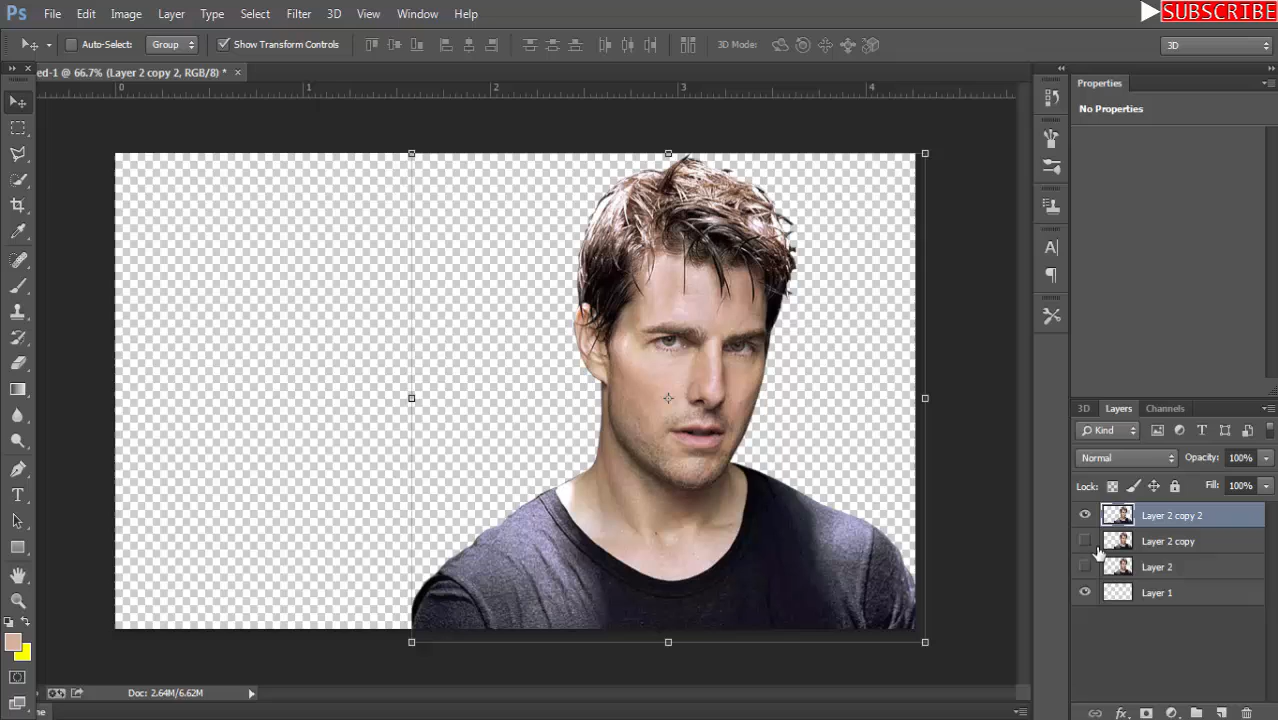 SUBSCRIBE
Ps File Edit Image Layer Type Select Filter 3D View Window Help
Auto-Select: Group Show Transform Controls 3D Mode: 3D
ed-1 @ 66.7% (Layer 2 copy 2, RGB/8) * ×
0 1 2 3 4
Properties
No Properties
3D Layers Channels
Kind
Normal Opacity: 100%
Lock: Fill: 100%
Layer 2 copy 2
Layer 2 copy
Layer 2
Layer 1
Doc: 2.64M/6.62M
ne